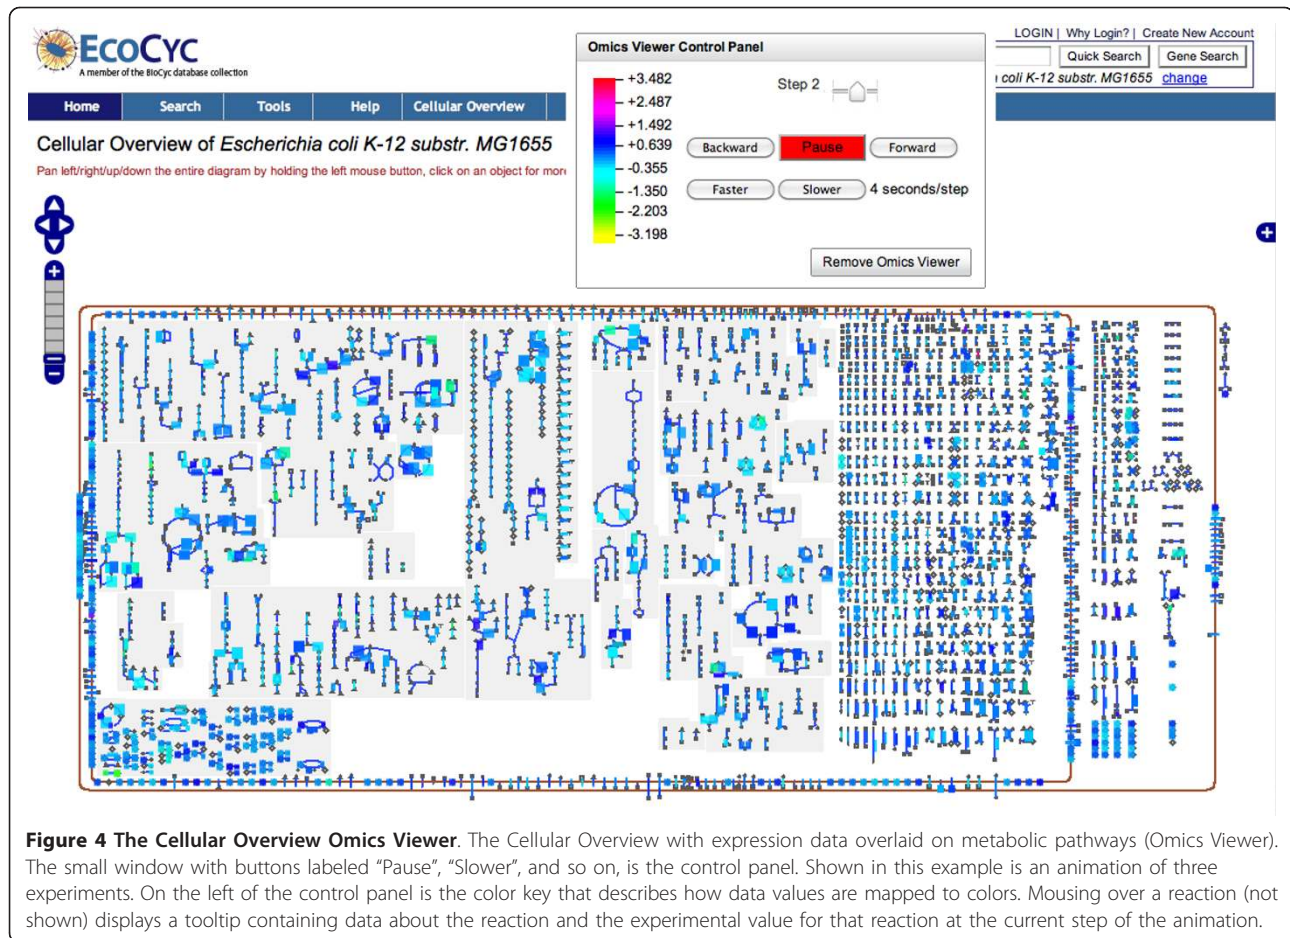 EcoCyc
A member of the BioCyc database collection
LOGIN | Why Login? | Create New Account
Quick Search Gene Search
coli K-12 substr. MG1655 change
Home Search Tools Help Cellular Overview
Cellular Overview of Escherichia coli K-12 substr. MG1655
Pan left/right/up/down the entire diagram by holding the left mouse button, click on an object for more
Omics Viewer Control Panel
+3.482
+2.487
+1.492
+0.639
-0.355
-1.350
-2.203
-3.198
Step 2
Backward Pause Forward
Faster Slower 4 seconds/step
Remove Omics Viewer
Figure 4 The Cellular Overview Omics Viewer. The Cellular Overview with expression data overlaid on metabolic pathways (Omics Viewer).
The small window with buttons labeled “Pause”, “Slower”, and so on, is the control panel. Shown in this example is an animation of three
experiments. On the left of the control panel is the color key that describes how data values are mapped to colors. Mousing over a reaction (not
shown) displays a tooltip containing data about the reaction and the experimental value for that reaction at the current step of the animation.